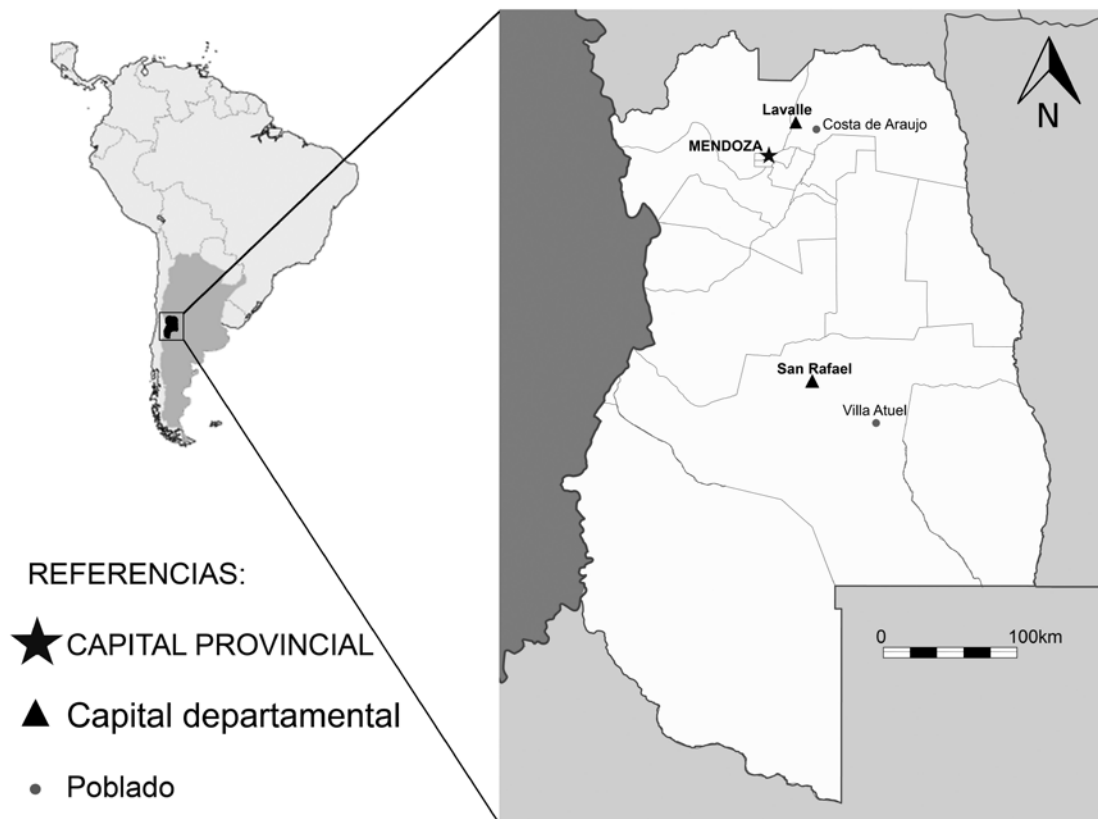 N
Lavalle
Costa de Araujo
MENDOZA
San Rafael
Villa Atuel
REFERENCIAS:
CAPITAL PROVINCIAL
Capital departamental
Poblado
0 100km